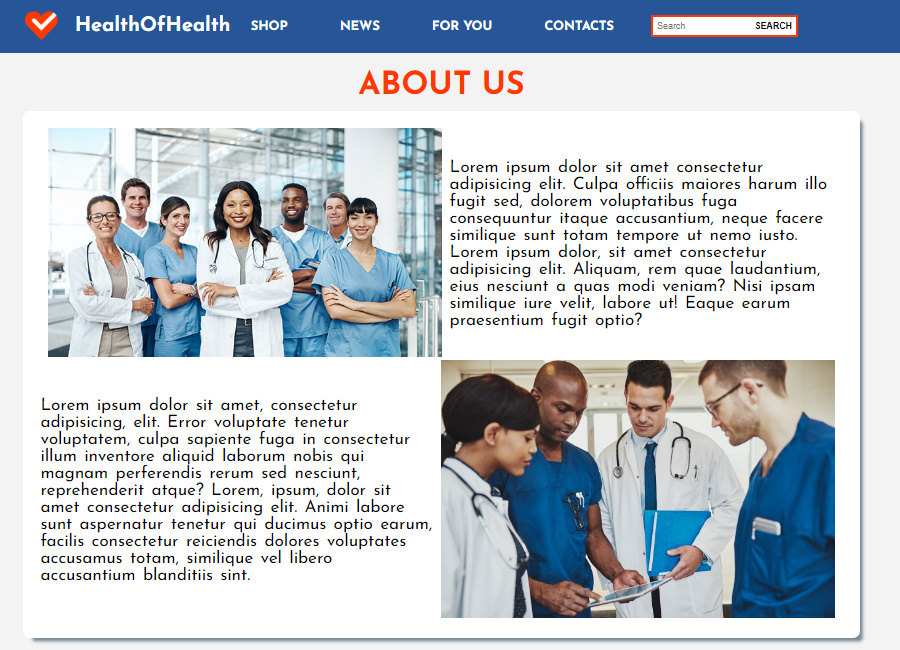 HealthOfHealth SHOP NEWS FOR YOU CONTACTS Search SEARCH
ABOUT US
Lorem ipsum dolor sit amet consectetur
adipisicing elit. Culpa officiis maiores harum illo
fugit sed, dolorem voluptatibus fuga
consequuntur itaque accusantium, neque facere
similique sunt totam tempore ut nemo iusto.
Lorem ipsum dolor, sit amet consectetur
adipisicing elit. Aliquam, rem quae laudantium,
eius nesciunt a quas modi veniam? Nisi ipsam
similique iure velit, labore ut! Eaque earum
praesentium fugit optio?
Lorem ipsum dolor sit amet, consectetur
adipisicing, elit. Error voluptate tenetur
voluptatem, culpa sapiente fuga in consectetur
illum inventore aliquid laborum nobis qui
magnam perferendis rerum sed nesciunt,
reprehenderit atque? Lorem, ipsum, dolor sit
amet consectetur adipisicing elit. Animi labore
sunt aspernatur tenetur qui ducimus optio earum,
facilis consectetur reiciendis dolores voluptates
accusamus totam, similique vel libero
accusantium blanditiis sint.